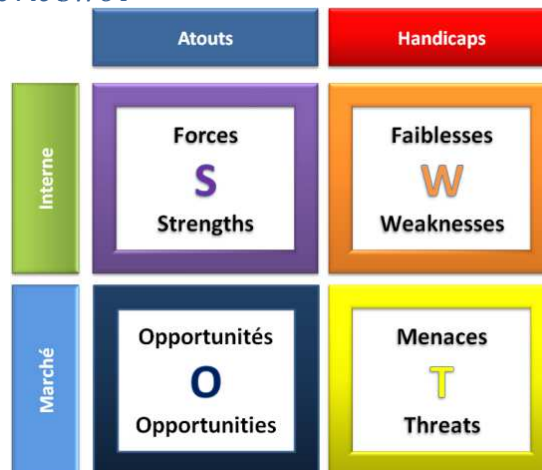 Atouts
Handicaps
Interne
Forces
S
Strengths
Faiblesses
W
Weaknesses
Marché
Opportunités
O
Opportunities
Menaces
T
Threats